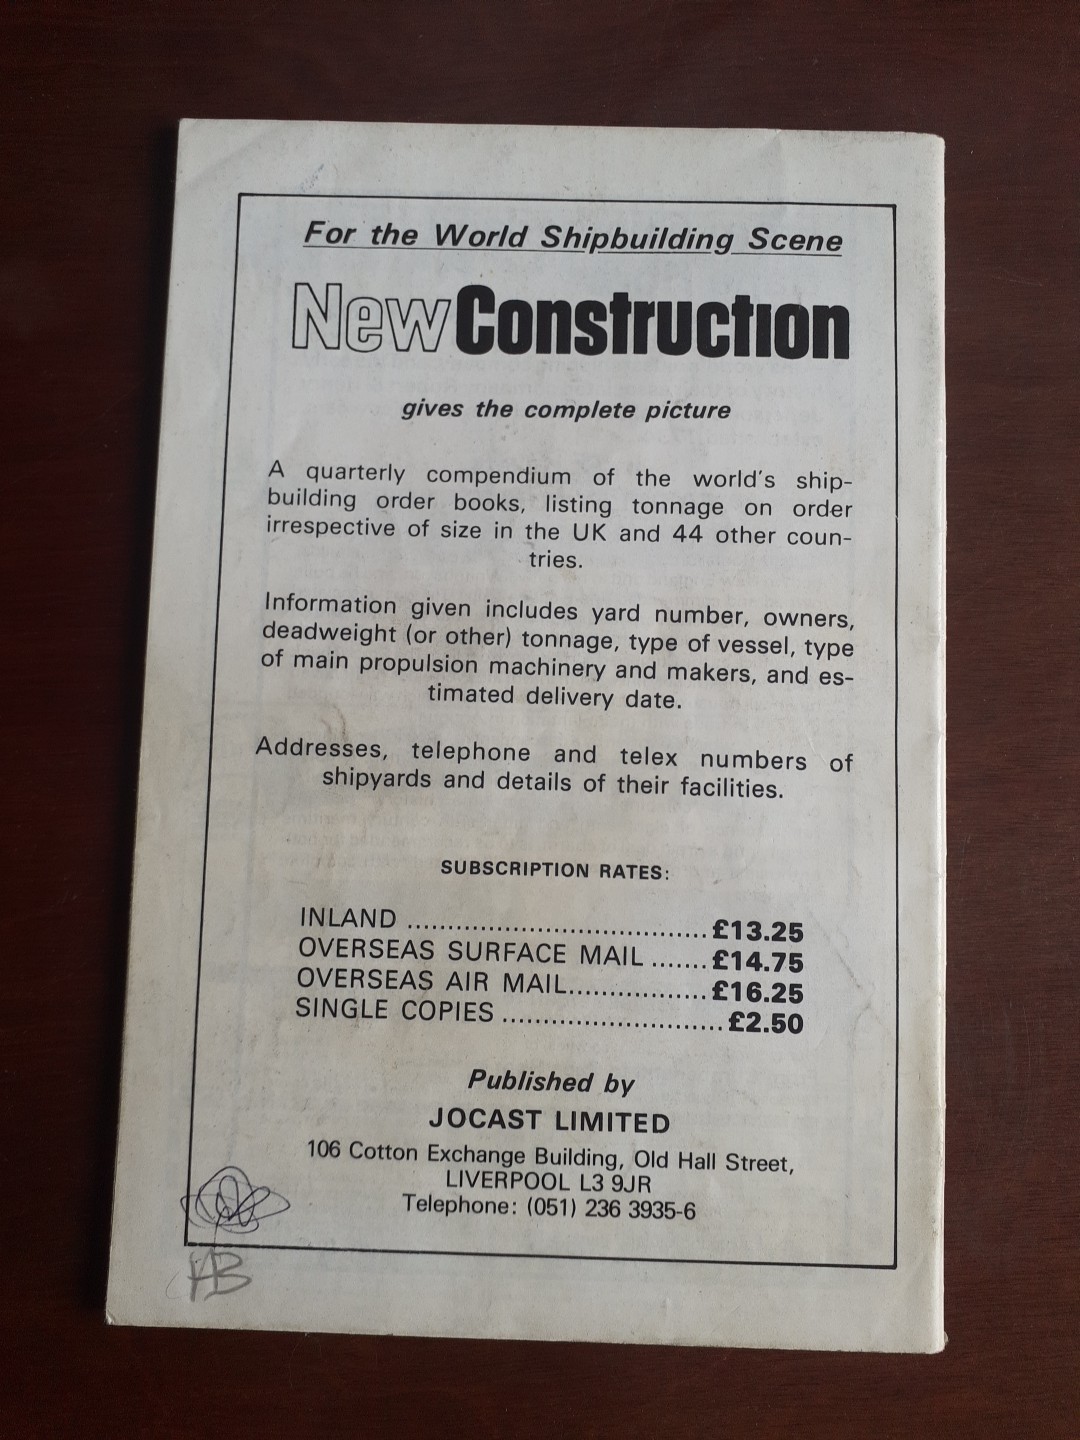 For the World Shipbuilding Scene
NewConstruction
gives the complete picture
A quarterly compendium of the world's ship-
building order books, listing tonnage on order
irrespective of size in the UK and 44 other coun-
tries.
Information given includes yard number, owners,
deadweight (or other) tonnage, type of vessel, type
of main propulsion machinery and makers, and es-
timated delivery date.
Addresses, telephone and telex numbers of
shipyards and details of their facilities.
SUBSCRIPTION RATES:
INLAND ..................................... £13.25
OVERSEAS SURFACE MAIL ....... £14.75
OVERSEAS AIR MAIL................. £16.25
SINGLE COPIES ........................... £2.50
Published by
JOCAST LIMITED
106 Cotton Exchange Building, Old Hall Street,
LIVERPOOL L3 9JR
Telephone: (051) 236 3935-6
AB